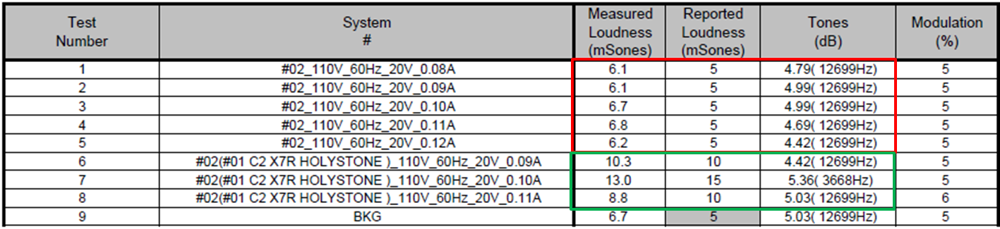 Test Number System # Measured Loudness (mSones) Reported Loudness (mSones) Tones (dB) Modulation (%)
1 #02_110V_60Hz_20V_0.08A 6.1 5 4.79( 12699Hz) 5
2 #02_110V_60Hz_20V_0.09A 6.1 5 4.99( 12699Hz) 5
3 #02_110V_60Hz_20V_0.10A 6.7 5 4.99( 12699Hz) 5
4 #02_110V_60Hz_20V_0.11A 6.8 5 4.69( 12699Hz) 5
5 #02_110V_60Hz_20V_0.12A 6.2 5 4.42( 12699Hz) 5
6 #02(#01 C2 X7R HOLYSTONE )_110V_60Hz_20V_0.09A 10.3 10 4.42( 12699Hz) 5
7 #02(#01 C2 X7R HOLYSTONE )_110V_60Hz_20V_0.10A 13.0 15 5.36( 3668Hz) 5
8 #02(#01 C2 X7R HOLYSTONE )_110V_60Hz_20V_0.11A 8.8 10 5.03( 12699Hz) 6
9 BKG 6.7 5 5.03( 12699Hz) 5